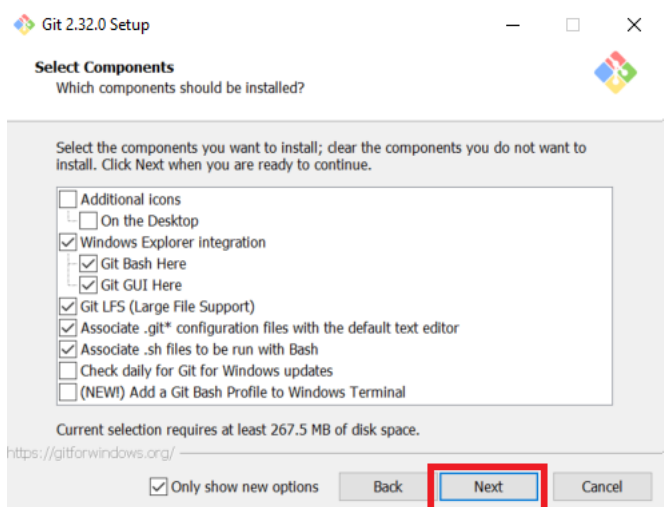 Git 2.32.0 Setup
Select Components
Which components should be installed?
Select the components you want to install; clear the components you do not want to
install. Click Next when you are ready to continue.
Additional icons
On the Desktop
Windows Explorer integration
Git Bash Here
Git GUI Here
Git LFS (Large File Support)
Associate .git* configuration files with the default text editor
Associate .sh files to be run with Bash
Check daily for Git for Windows updates
(NEW!) Add a Git Bash Profile to Windows Terminal
Current selection requires at least 267.5 MB of disk space.
https://gitforwindows.org/
Only show new options Back Next Cancel